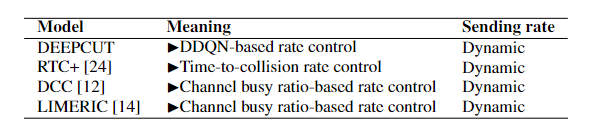 Model Meaning Sending rate
DEEPCUT ►DDQN-based rate control Dynamic
RTC+ [24] ►Time-to-collision rate control Dynamic
DCC [12] ►Channel busy ratio-based rate control Dynamic
LIMERIC [14] ►Channel busy ratio-based rate control Dynamic